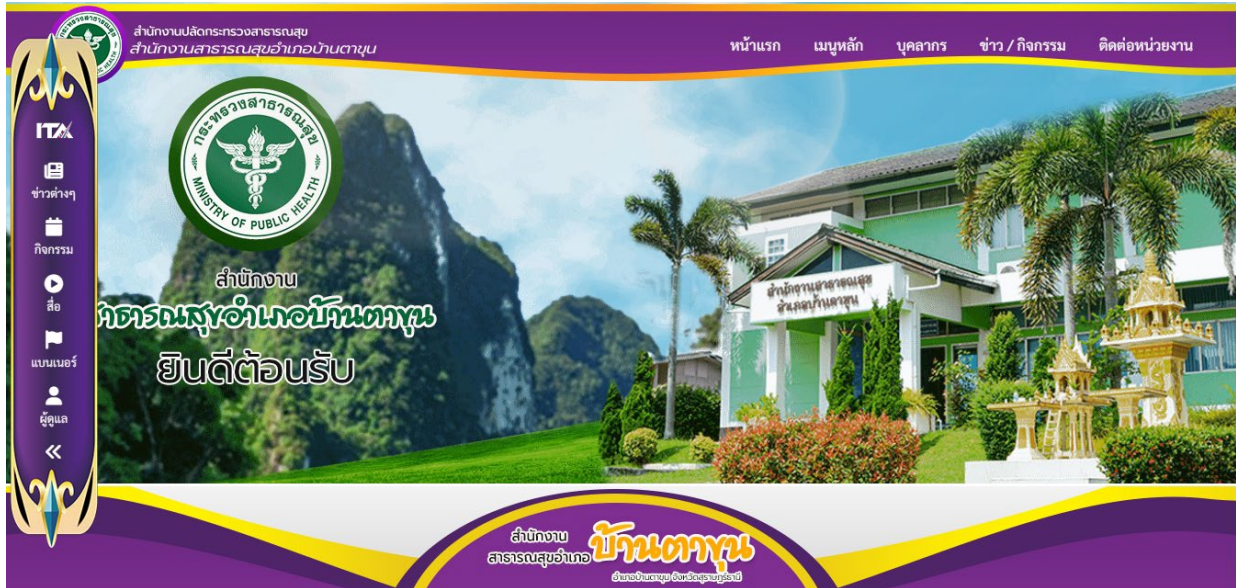 สำนักงานปลัดกระทรวงสาธารณสุข
สำนักงานสาธารณสุขอำเภอบ้านตาขุน
หน้าแรก เมนูหลัก บุคลากร ข่าว / กิจกรรม ติดต่อหน่วยงาน
ITA
ข่าวต่างๆ
กิจกรรม
สื่อ
แบนเนอร์
ผู้ดูแล
กระทรวงสาธารณสุข
MINISTRY OF PUBLIC HEALTH
สำนักงาน
สาธารณสุขอำเภอบ้านตาขุน
ยินดีต้อนรับ
สำนักงานสาธารณสุข
อำเภอบ้านตาขุน
สำนักงาน
สาธารณสุขอำเภอ บ้านตาขุน
อำเภอบ้านตาขุน จังหวัดสุราษฎร์ธานี